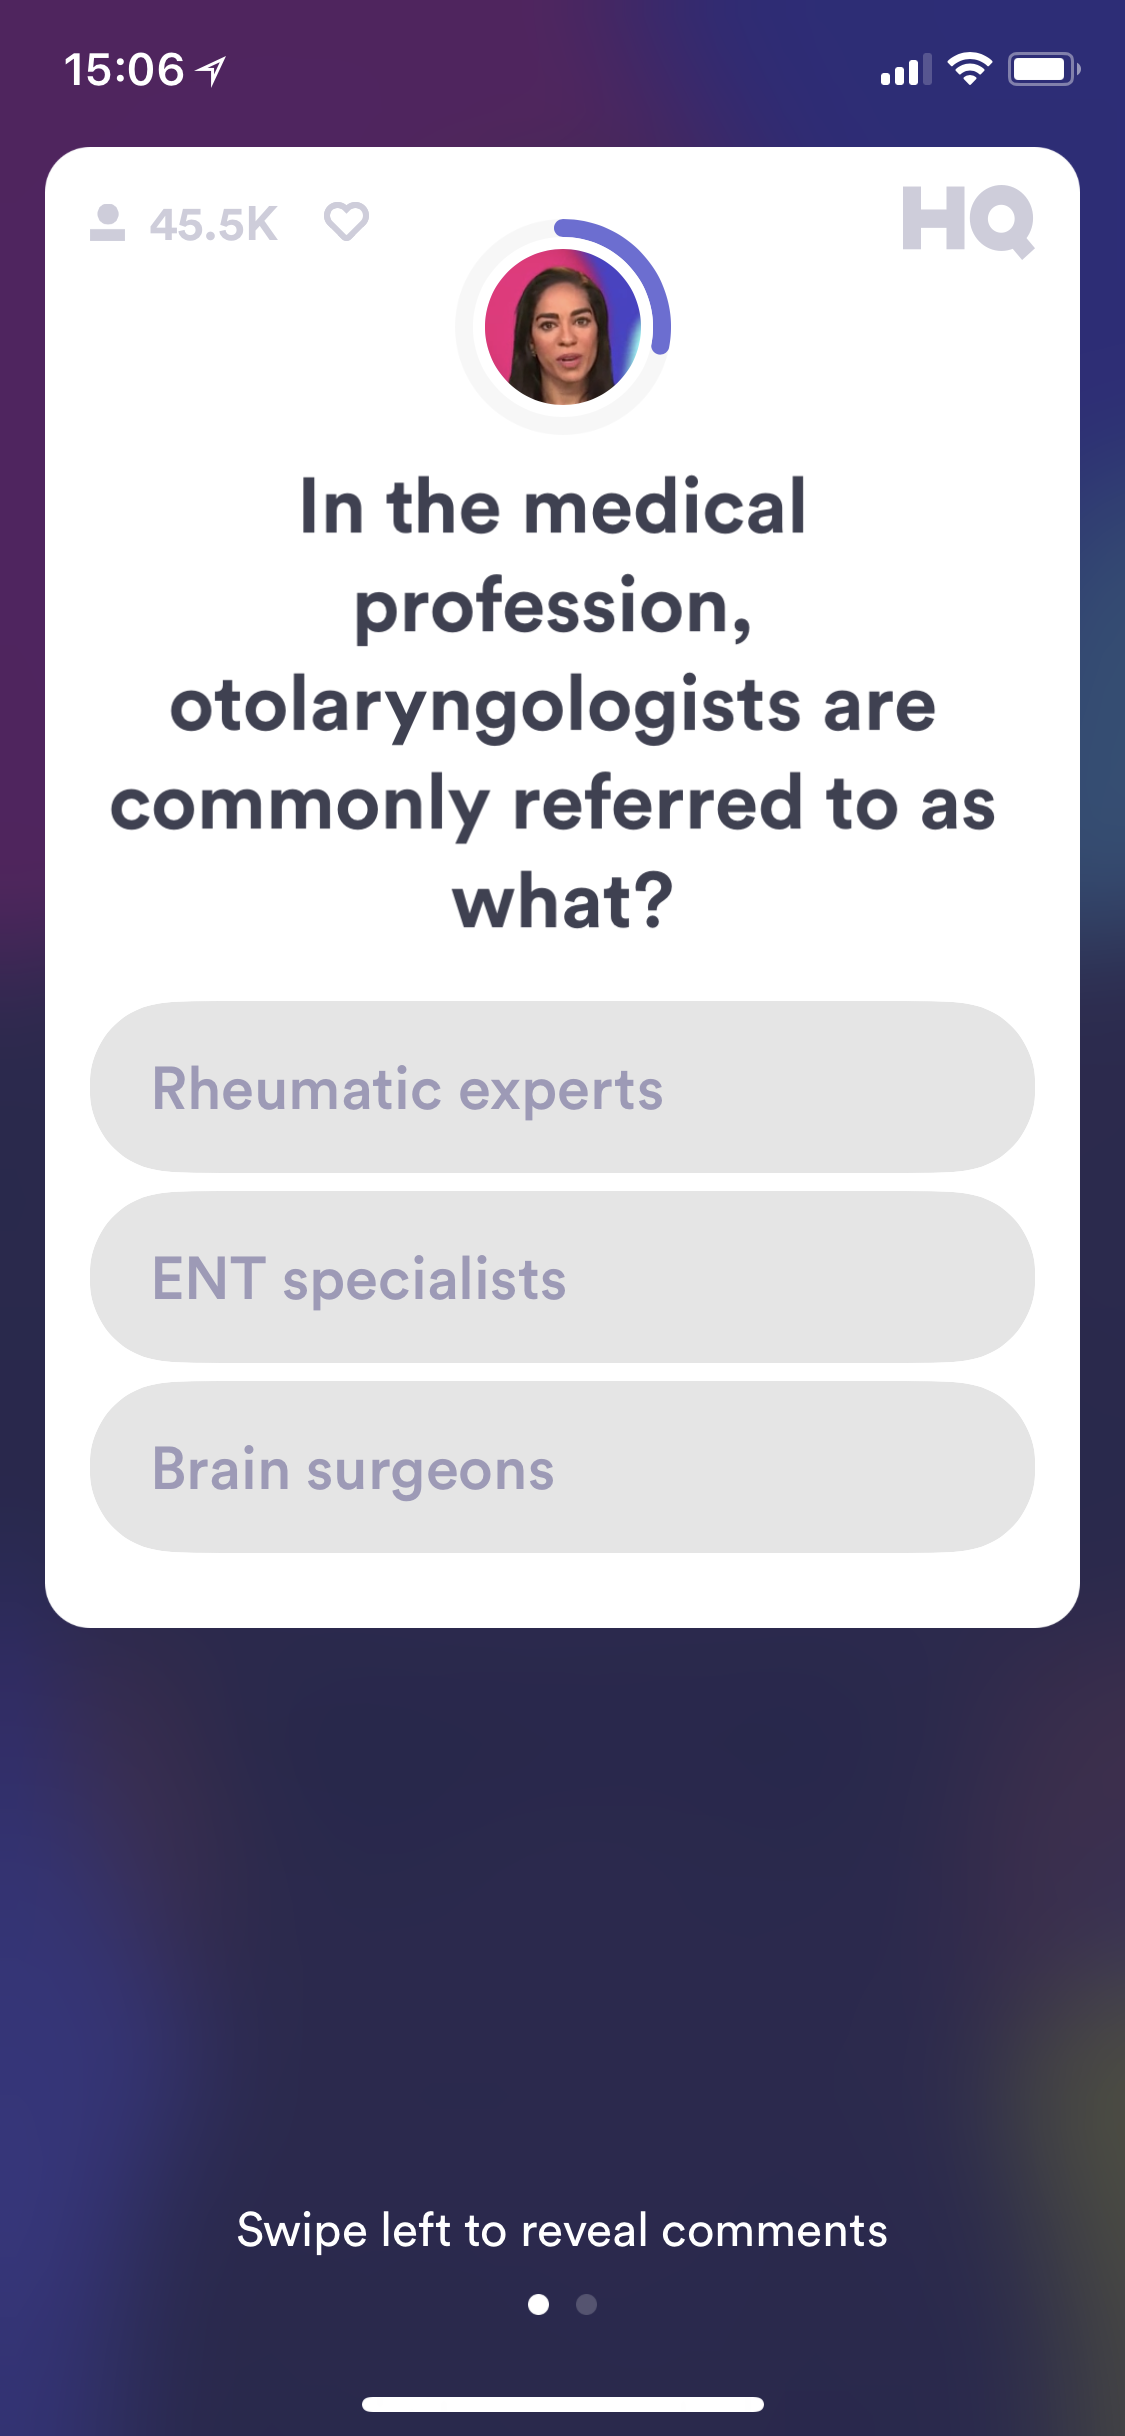 15:06
45.5K
HQ
In the medical
profession,
otolaryngologists are
commonly referred to as
what?
Rheumatic experts
ENT specialists
Brain surgeons
Swipe left to reveal comments